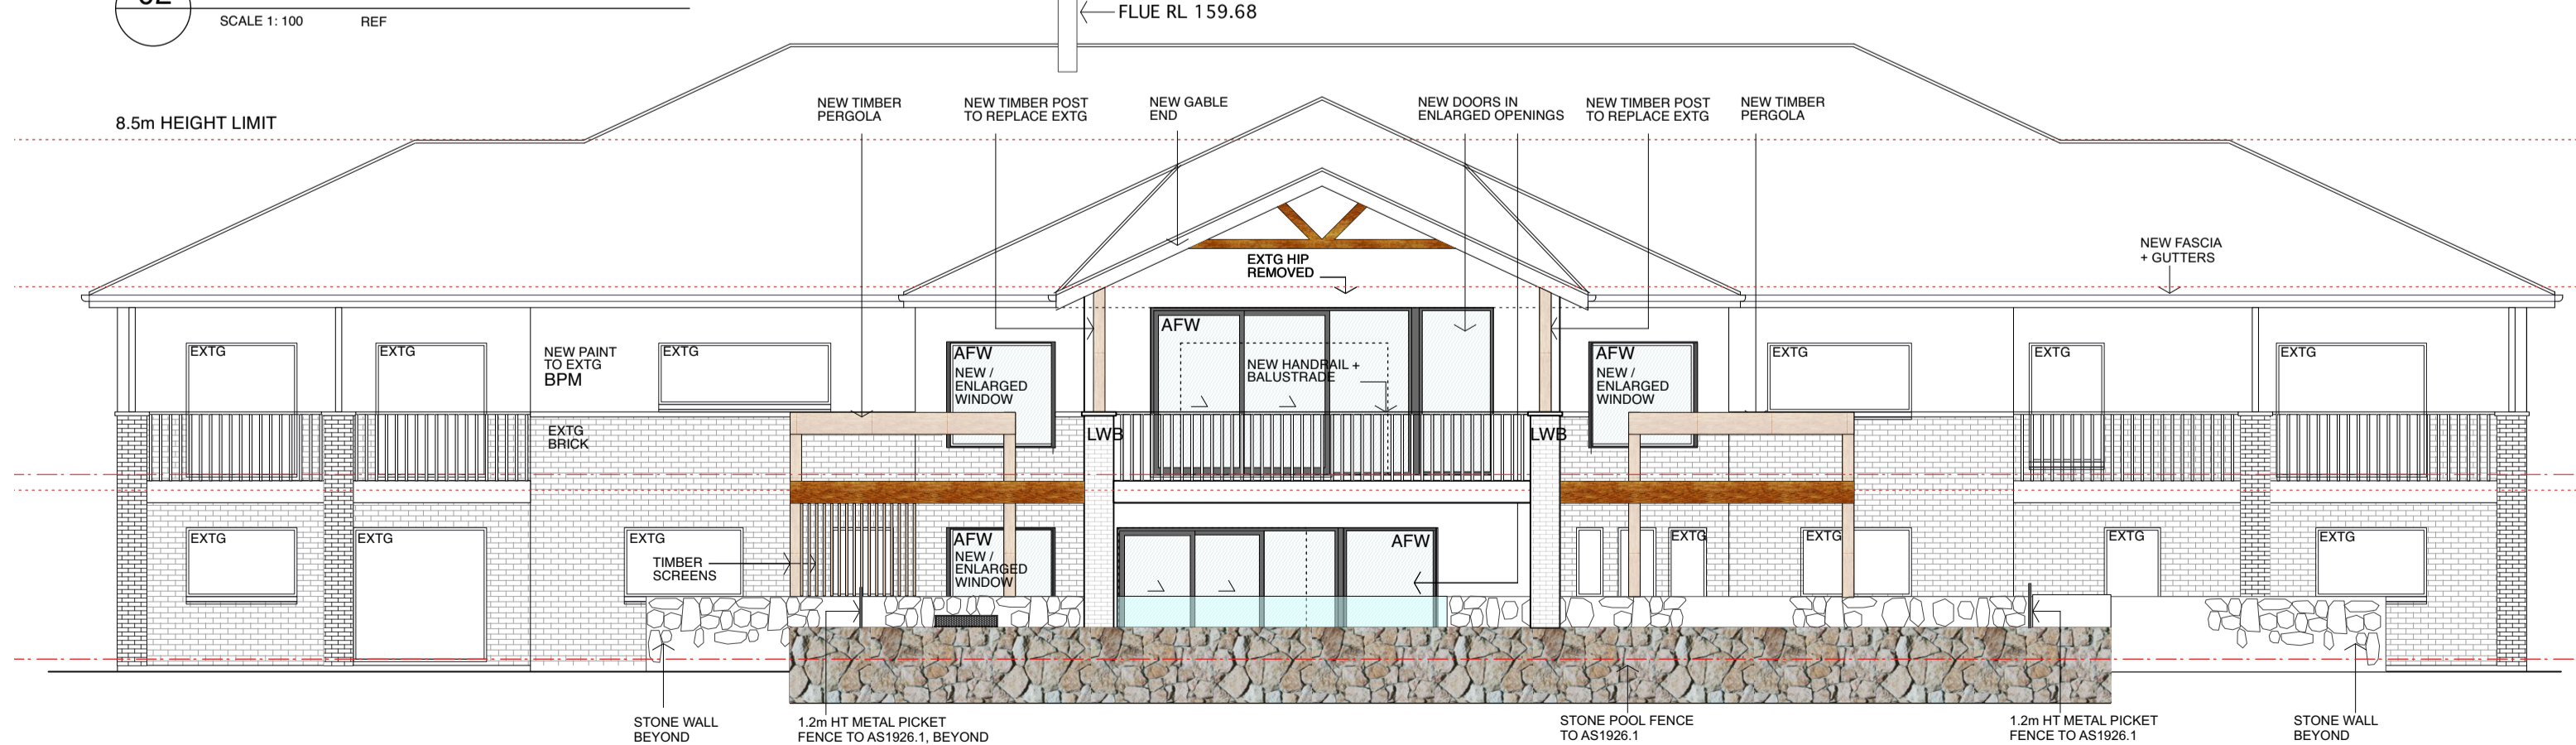 SCALE 1: 100 REF
FLUE RL 159.68
8.5m HEIGHT LIMIT
NEW TIMBER
PERGOLA
NEW TIMBER POST
TO REPLACE EXTG
NEW GABLE
END
NEW DOORS IN
ENLARGED OPENINGS
NEW TIMBER POST
TO REPLACE EXTG
NEW TIMBER
PERGOLA
NEW FASCIA
+ GUTTERS
EXTG HIP
REMOVED
EXTG
EXTG
NEW PAINT
TO EXTG
BPM
EXTG
AFW
NEW /
ENLARGED
WINDOW
AFW
NEW HANDRAIL +
BALUSTRADE
AFW
NEW /
ENLARGED
WINDOW
EXTG
EXTG
EXTG
EXTG
BRICK
LWB
LWB
EXTG
EXTG
EXTG
TIMBER
SCREENS
AFW
NEW /
ENLARGED
WINDOW
AFW
EXTG
EXTG
EXTG
EXTG
STONE WALL
BEYOND
1.2m HT METAL PICKET
FENCE TO AS1926.1, BEYOND
STONE POOL FENCE
TO AS1926.1
1.2m HT METAL PICKET
FENCE TO AS1926.1
STONE WALL
BEYOND